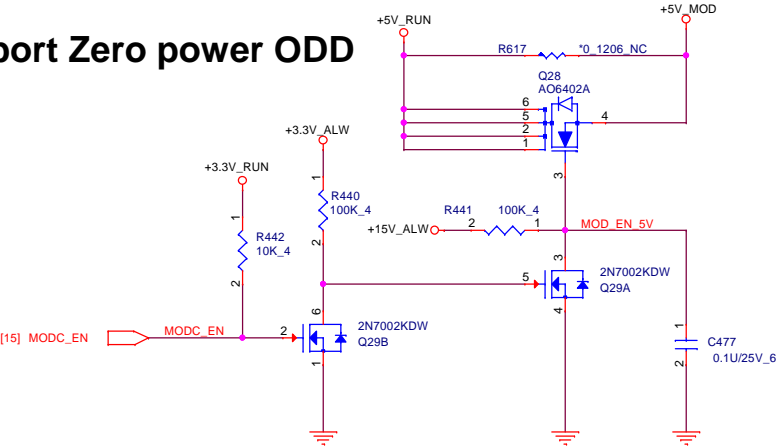 port Zero power ODD
+5V_RUN
+5V_MOD
R617
*0_1206_NC
Q28
AO6402A
6
5
2
1
4
3
+3.3V_ALW
+3.3V_RUN
1
R440
100K_4
2
1
R442
10K_4
2
+15V_ALW
R441
100K_4
2
1
MOD_EN_5V
3
5
2N7002KDW
Q29A
4
6
[15] MODC_EN
MODC_EN
2
2N7002KDW
Q29B
1
1
C477
0.1U/25V_6
2